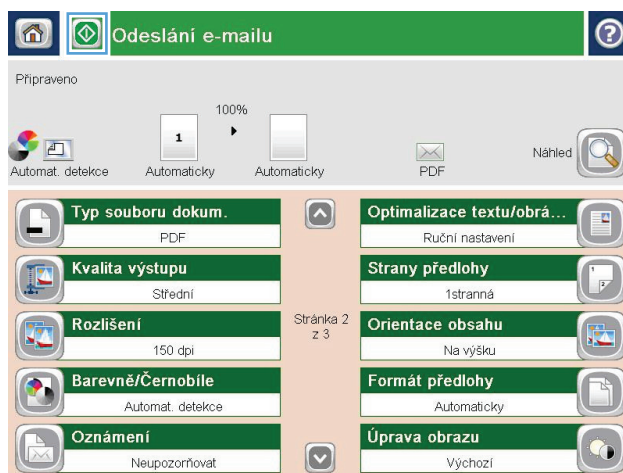 Odeslání e-mailu
?
Připraveno
100%
1
Automat. detekce
Automaticky
Automaticky
PDF
Náhled
Typ souboru dokum.
PDF
Kvalita výstupu
Střední
Rozlišení
150 dpi
Barevně/Černobíle
Automat. detekce
Oznámení
Neupozorňovat
Stránka 2
z 3
Optimalizace textu/obrá...
Ruční nastavení
Strany předlohy
1stranná
Orientace obsahu
Na výšku
Formát předlohy
Automaticky
Úprava obrazu
Výchozí